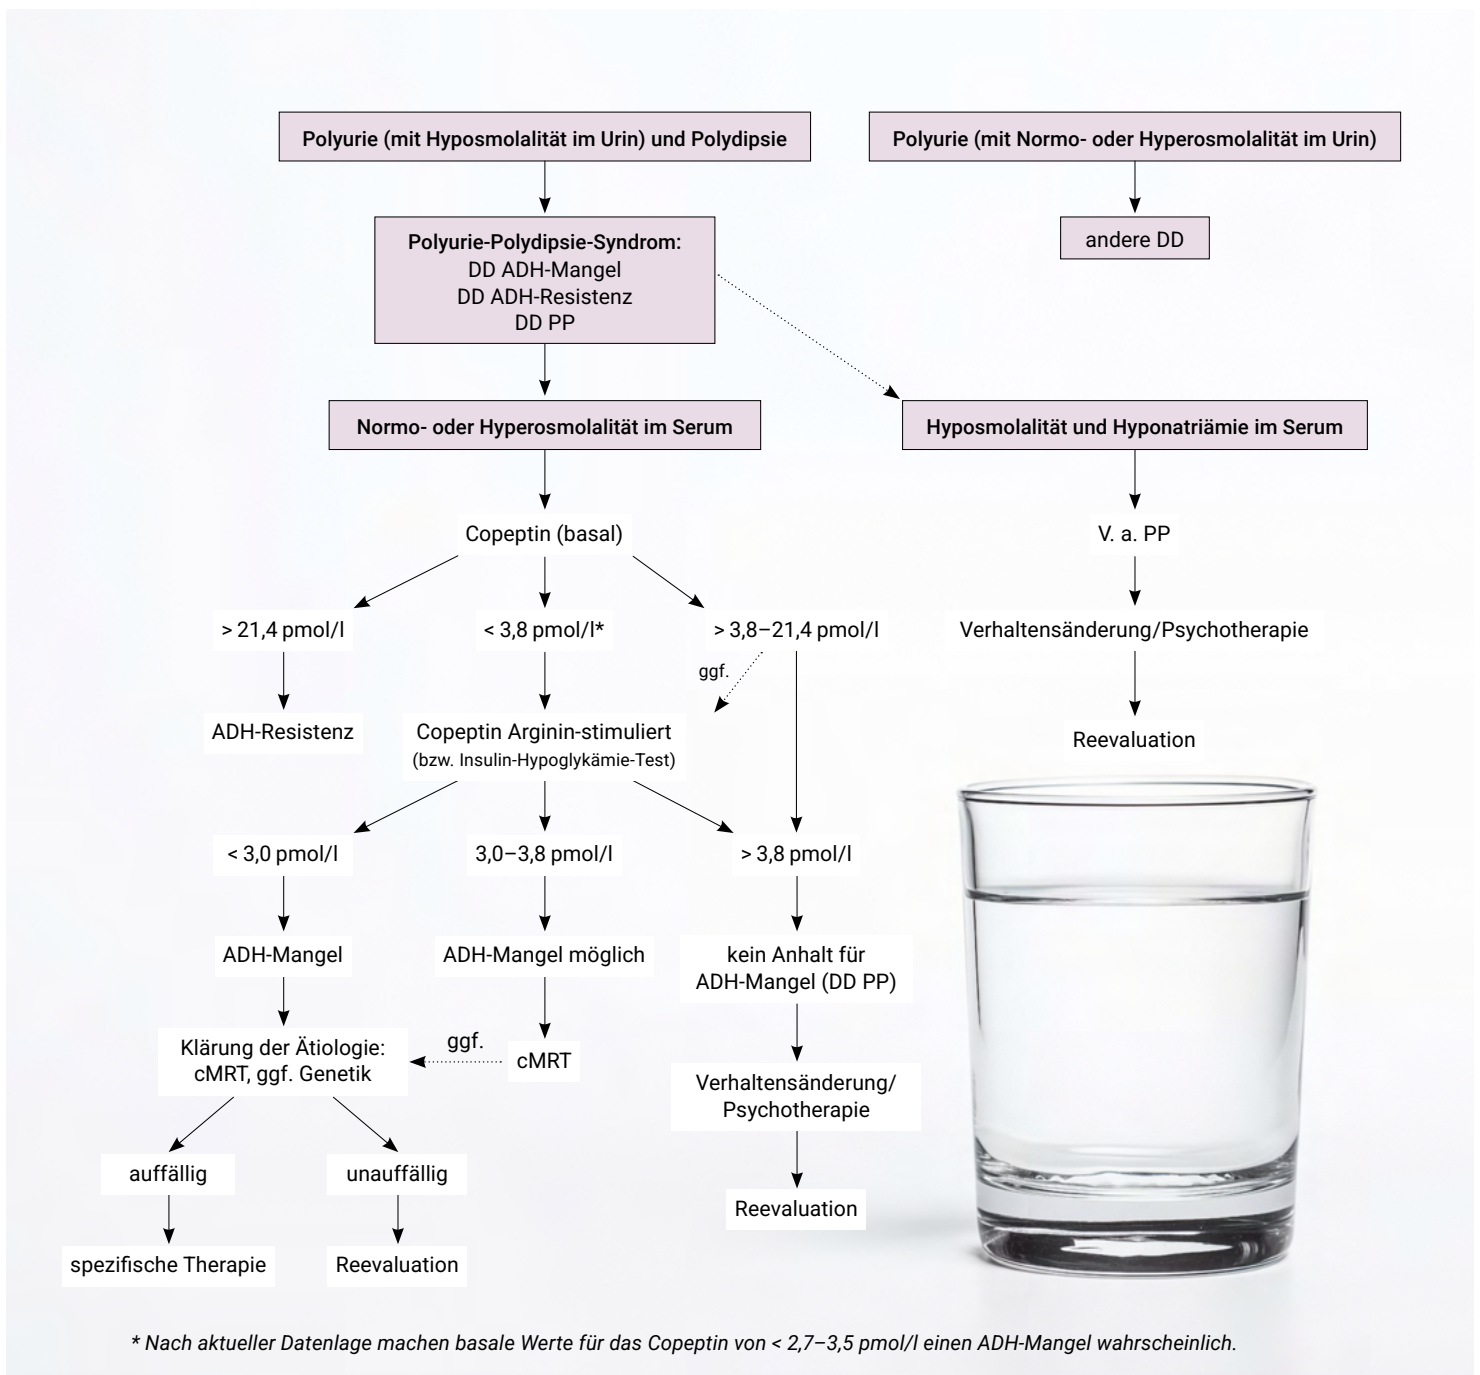 Polyurie (mit Hyposmolalität im Urin) und Polydipsie
Polyurie (mit Normo- oder Hyperosmolalität im Urin)
Polyurie-Polydipsie-Syndrom:
DD ADH-Mangel
DD ADH-Resistenz
DD PP
andere DD
Normo- oder Hyperosmolalität im Serum
Hyposmolalität und Hyponatriämie im Serum
Copeptin (basal)
V. a. PP
> 21,4 pmol/l
< 3,8 pmol/l*
> 3,8–21,4 pmol/l
Verhaltensänderung/Psychotherapie
ggf.
ADH-Resistenz
Copeptin Arginin-stimuliert
(bzw. Insulin-Hypoglykämie-Test)
Reevaluation
< 3,0 pmol/l
3,0–3,8 pmol/l
> 3,8 pmol/l
ADH-Mangel
ADH-Mangel möglich
kein Anhalt für
ADH-Mangel (DD PP)
Klärung der Ätiologie:
cMRT, ggf. Genetik
ggf.
cMRT
Verhaltensänderung/
Psychotherapie
auffällig
unauffällig
Reevaluation
spezifische Therapie
Reevaluation
* Nach aktueller Datenlage machen basale Werte für das Copeptin von < 2,7–3,5 pmol/l einen ADH-Mangel wahrscheinlich.